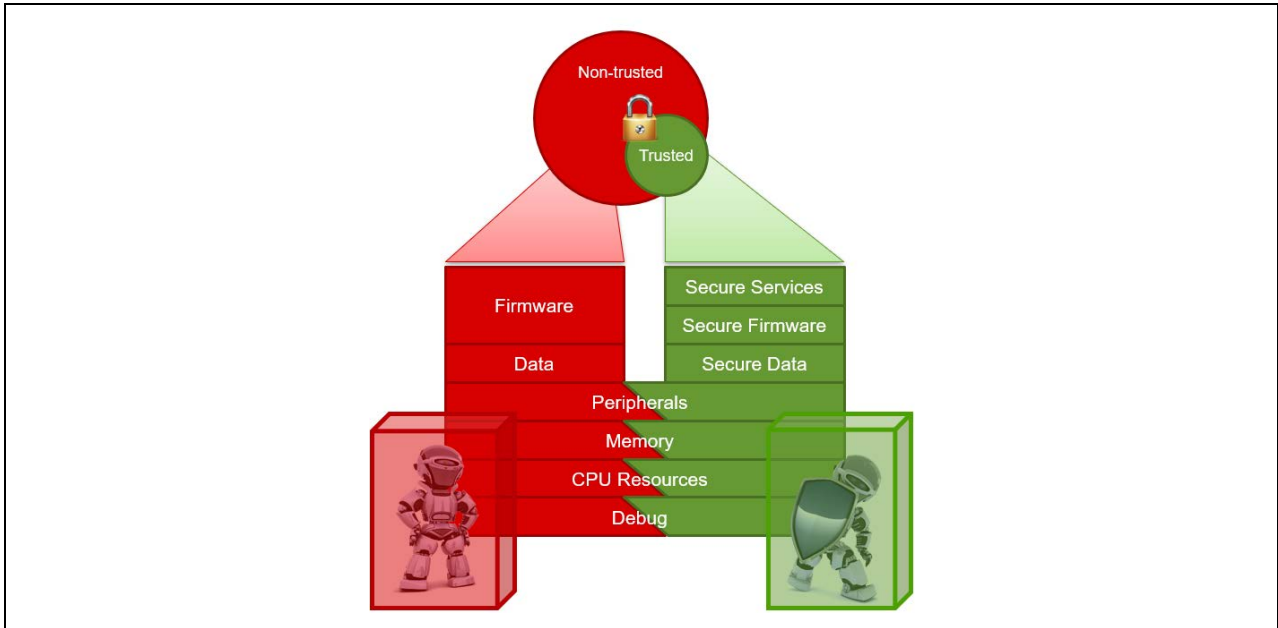 Non-trusted
Trusted
Firmware
Data
Secure Services
Secure Firmware
Secure Data
Peripherals
Memory
CPU Resources
Debug